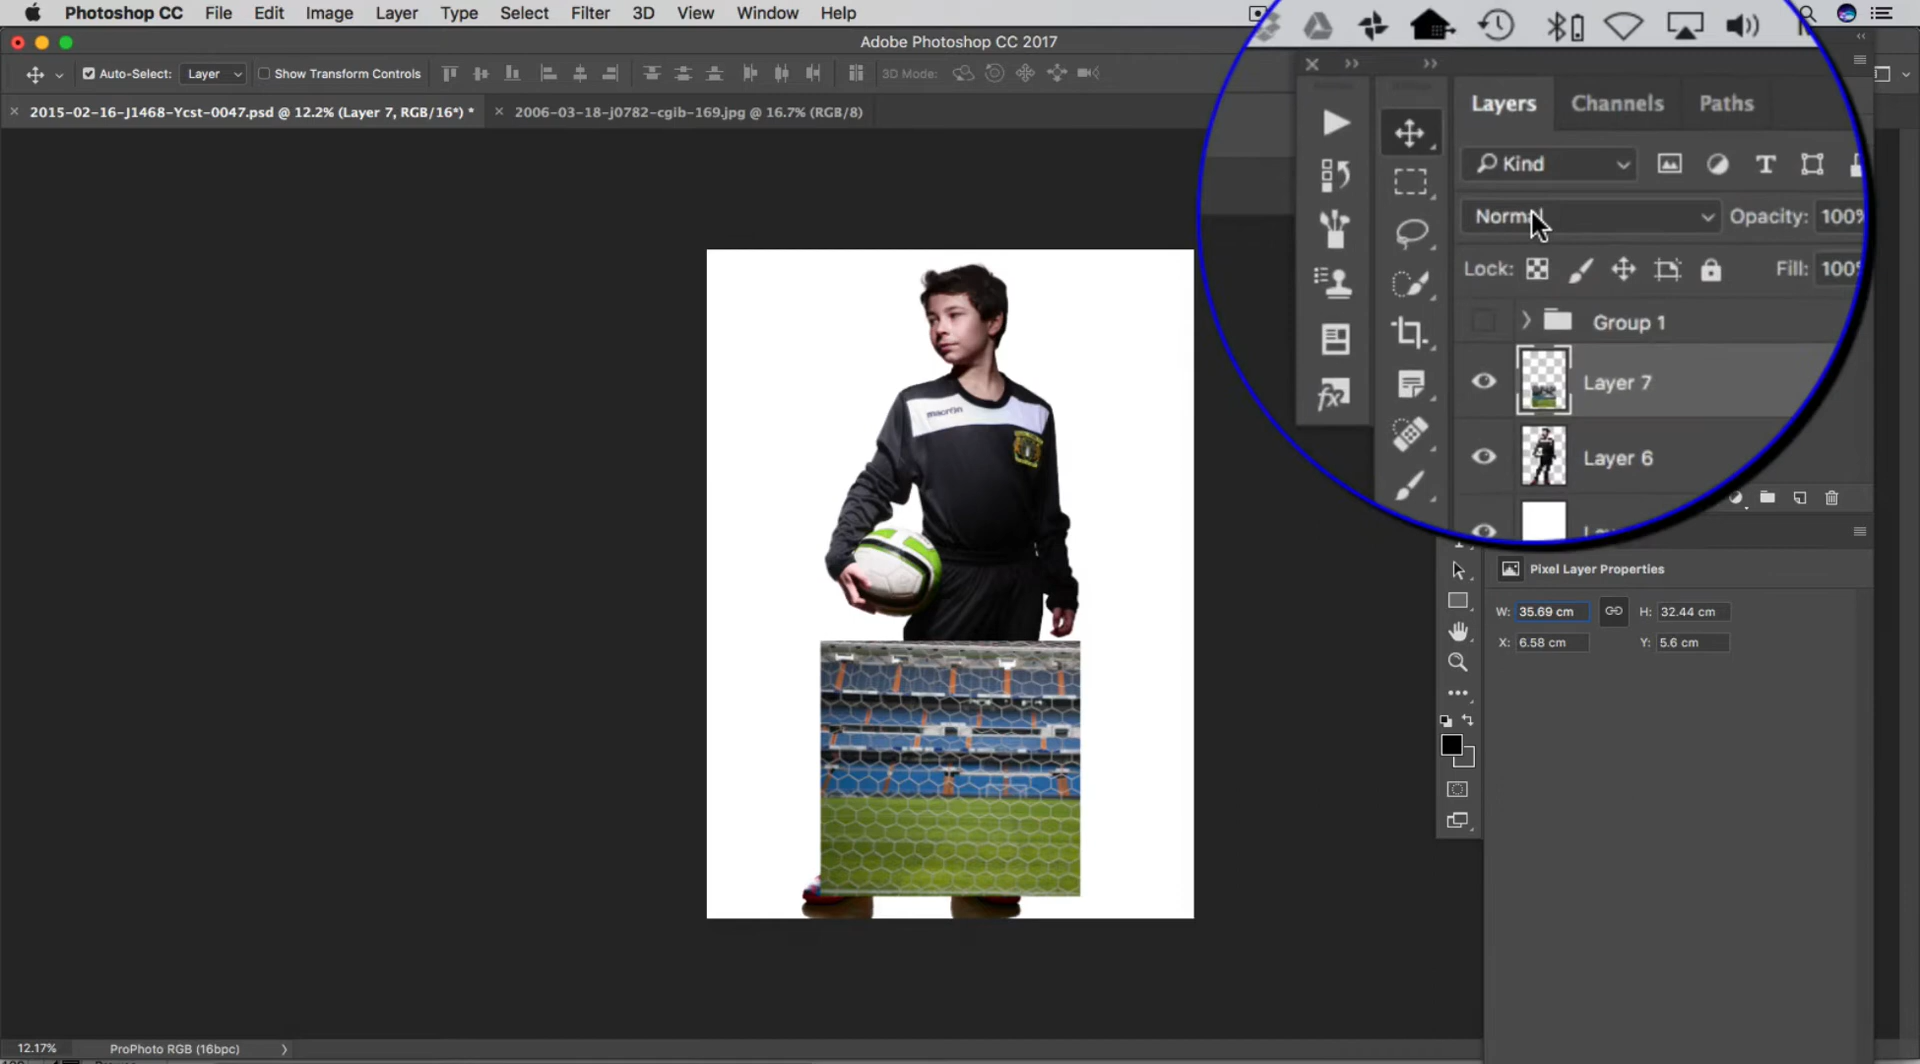 Photoshop CC File Edit Image Layer Type Select Filter 3D View Window Help
Adobe Photoshop CC 2017
Auto-Select: Layer Show Transform Controls 3D Mode:
2015-02-16-J1468-Ycst-0047.psd @ 12.2% (Layer 7, RGB/16*) * 2006-03-18-j0782-cgib-169.jpg @ 16.7% (RGB/8)
Layers Channels Paths
Kind
Normal Opacity: 100%
Lock: Fill: 100%
Group 1
Layer 7
macron
Layer 6
Pixel Layer Properties
W: 35.69 cm H: 32.44 cm
X: 6.58 cm Y: 5.6 cm
12.17% ProPhoto RGB (16bpc)